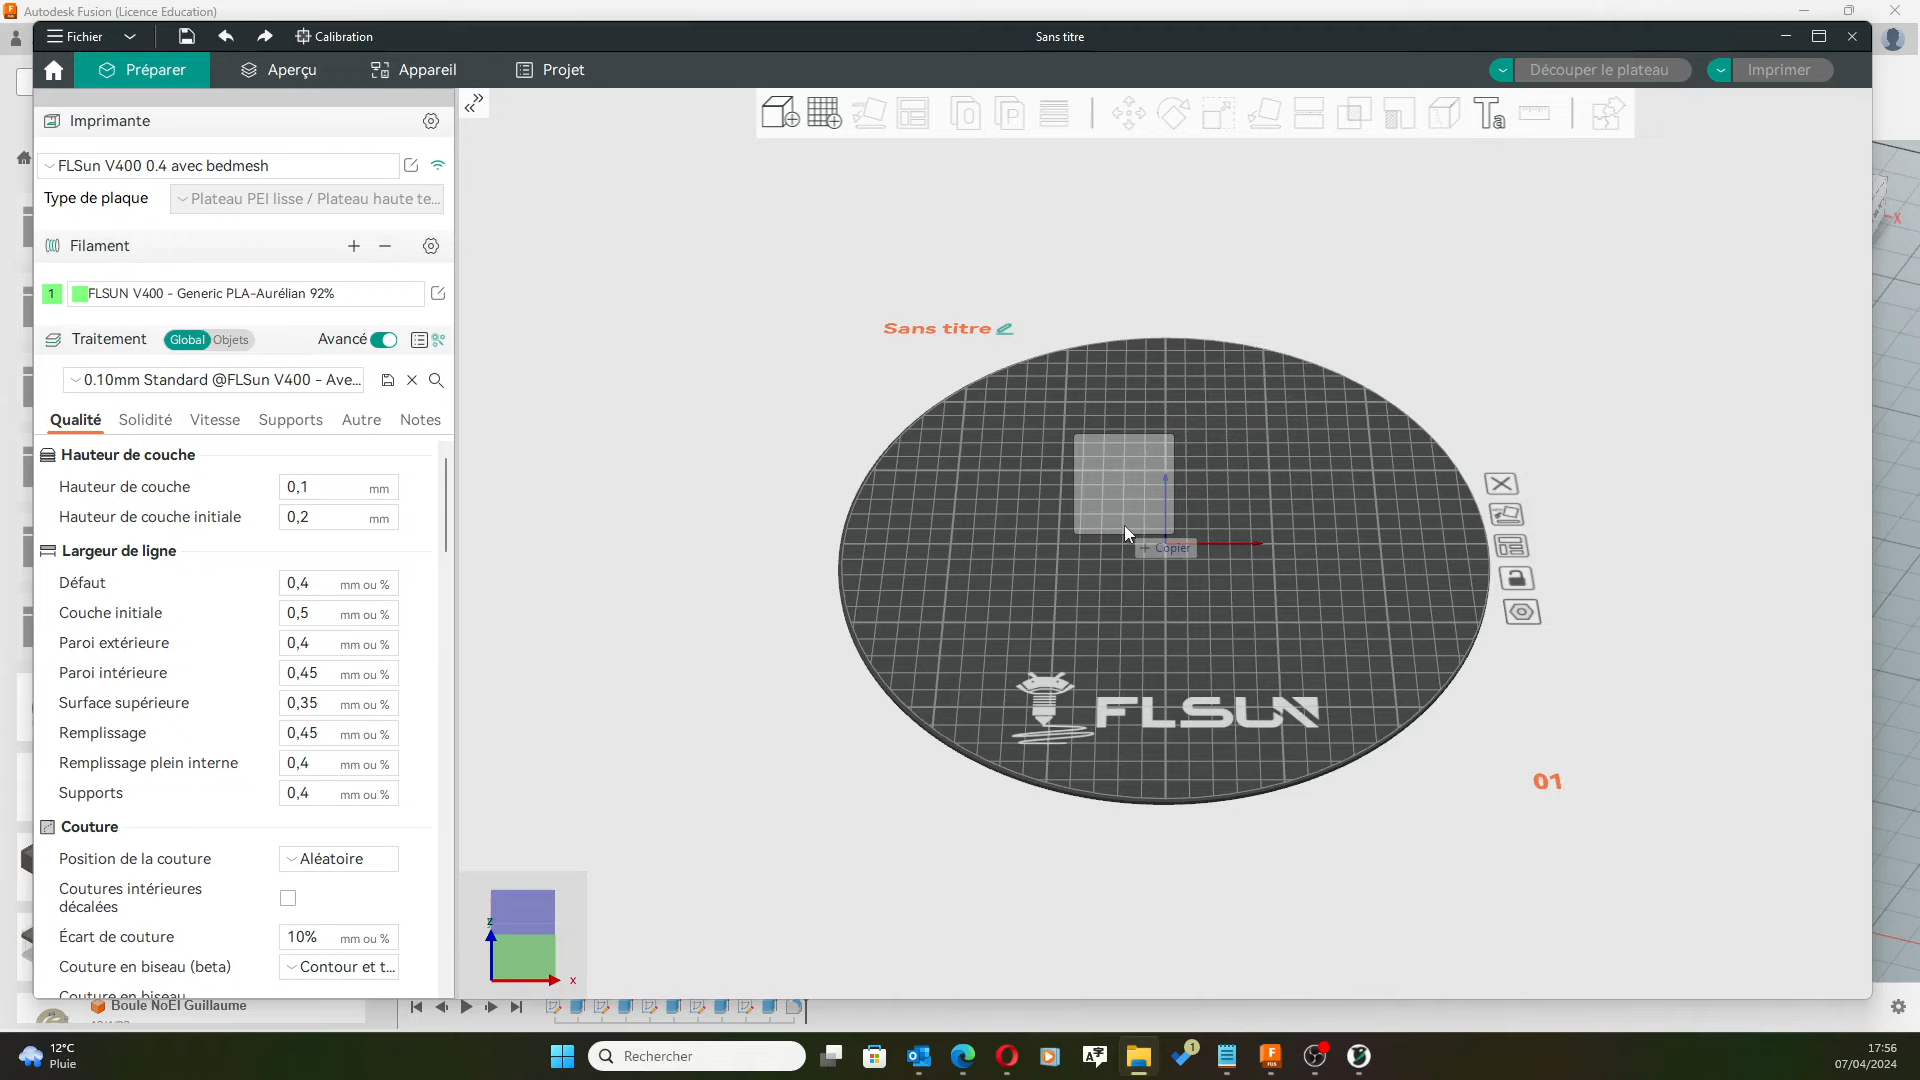 Autodesk Fusion (Licence Education)
Fichier
Calibration
Sans titre
Préparer
Aperçu
Appareil
Projet
Découper le plateau
Imprimer
Imprimante
FLSun V400 0.4 avec bedmesh
Type de plaque
Plateau PEI lisse / Plateau haute te...
Filament
1
FLSUN V400 - Generic PLA-Aurélian 92%
Traitement
Global
Objets
Avancé
0.10mm Standard @FLSun V400 - Ave...
Qualité
Solidité
Vitesse
Supports
Autre
Notes
Hauteur de couche
Hauteur de couche
0,1
mm
Hauteur de couche initiale
0,2
mm
Largeur de ligne
Défaut
0,4
mm ou %
Couche initiale
0,5
mm ou %
Paroi extérieure
0,4
mm ou %
Paroi intérieure
0,45
mm ou %
Surface supérieure
0,35
mm ou %
Remplissage
0,45
mm ou %
Remplissage plein interne
0,4
mm ou %
Supports
0,4
mm ou %
Couture
Position de la couture
Aléatoire
Coutures intérieures
décalées
Écart de couture
10%
mm ou %
Couture en biseau (beta)
Contour et t...
Couture en biseau
Sans titre
+ Copier
FLSUN
01
z
x
X
Boule NoEl Guillaume
12°C
Pluie
Rechercher
1
17:56
07/04/2024